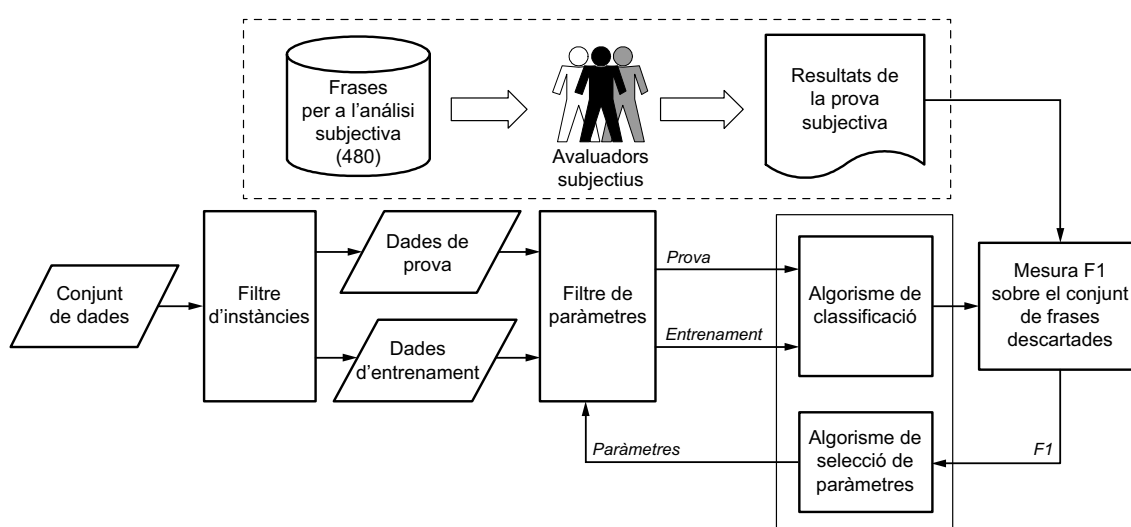 Frases
per a l'análisi
subjectiva
(480)
Avaluadors
subjectius
Resultats de
la prova
subjectiva
Conjunt
de dades
Filtre
d'instàncies
Dades de
prova
Dades
d'entrenament
Filtre de
paràmetres
Prova
Entrenament
Paràmetres
Algorisme de
classificació
Algorisme de
selecció de
paràmetres
Mesura F1
sobre el conjunt
de frases
descartades
F1